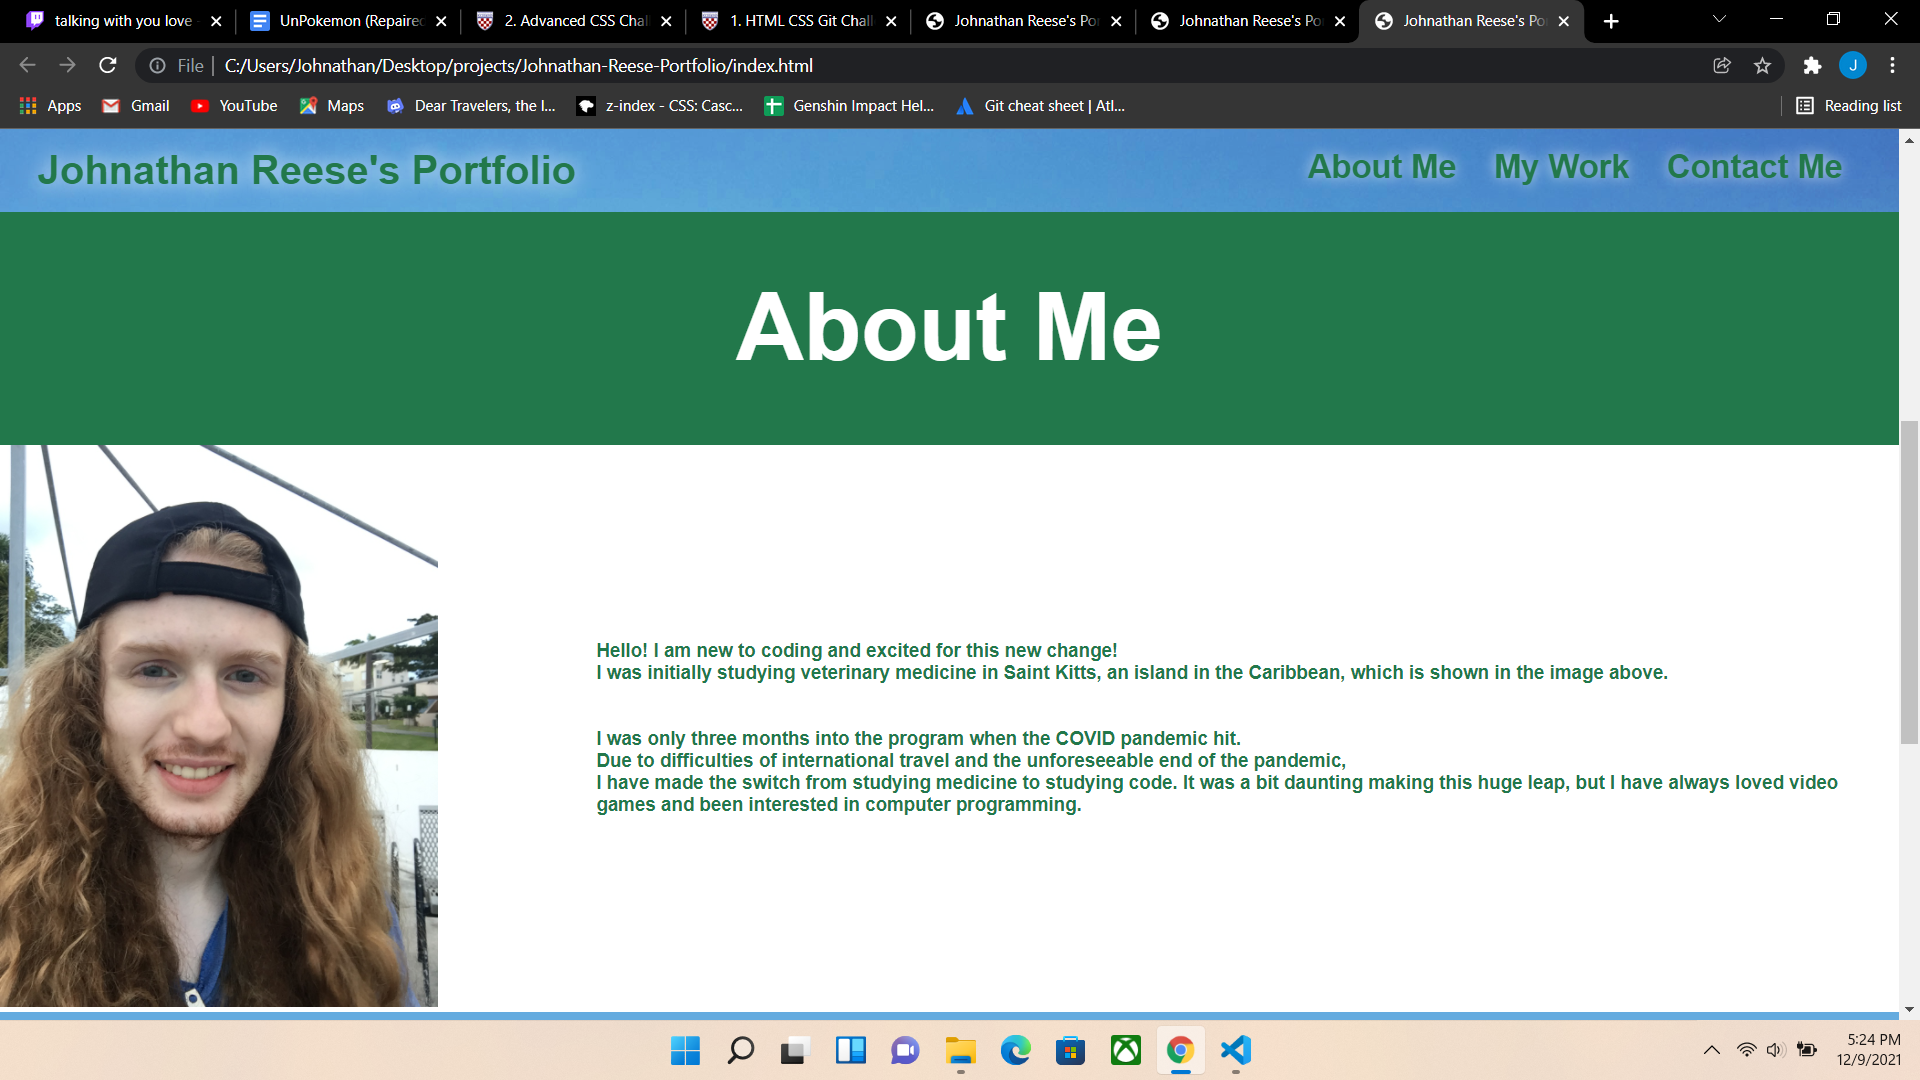 talking with you love
UnPokemon (Repaired
2. Advanced CSS Chall
1. HTML CSS Git Chall
Johnathan Reese's Por
Johnathan Reese's Po
Johnathan Reese's Por
File
C:/Users/Johnathan/Desktop/projects/Johnathan-Reese-Portfolio/index.html
J
Apps
Gmail
YouTube
Maps
Dear Travelers, the I...
z-index - CSS: Casc...
Genshin Impact Hel...
Git cheat sheet | Atl...
Reading list
Johnathan Reese's Portfolio
About Me
My Work
Contact Me
About Me
Hello! I am new to coding and excited for this new change!
I was initially studying veterinary medicine in Saint Kitts, an island in the Caribbean, which is shown in the image above.
I was only three months into the program when the COVID pandemic hit.
Due to difficulties of international travel and the unforeseeable end of the pandemic,
I have made the switch from studying medicine to studying code. It was a bit daunting making this huge leap, but I have always loved video
games and been interested in computer programming.
5:24 PM
12/9/2021